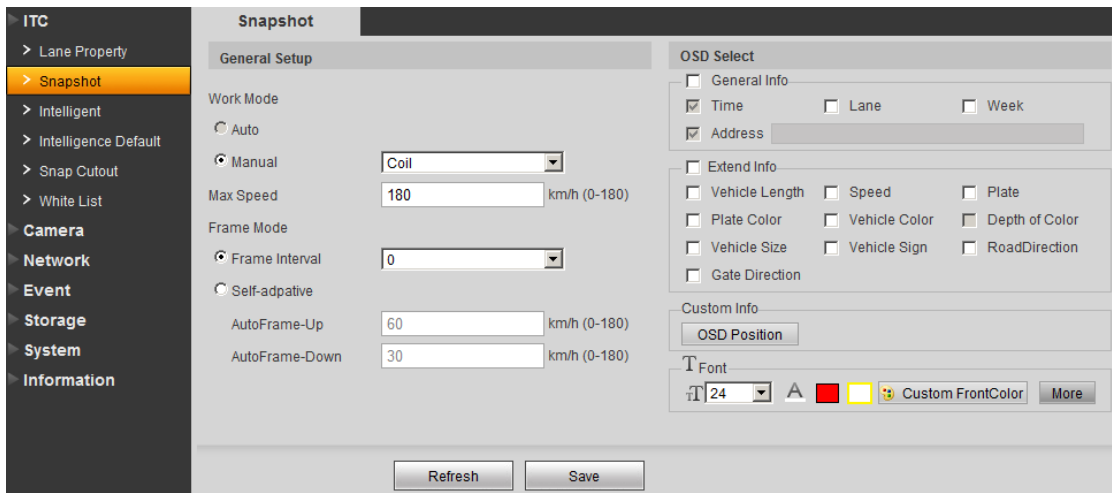 ITC
> Lane Property
> Snapshot
> Intelligent
> Intelligence Default
> Snap Cutout
> White List
Camera
Network
Event
Storage
System
Information
Snapshot
General Setup
Work Mode
Auto
Manual Coil
Max Speed 180 km/h (0-180)
Frame Mode
Frame Interval 0
Self-adpative
AutoFrame-Up 60 km/h (0-180)
AutoFrame-Down 30 km/h (0-180)
Refresh Save
OSD Select
General Info
Time Lane Week
Address
Extend Info
Vehicle Length Speed Plate
Plate Color Vehicle Color Depth of Color
Vehicle Size Vehicle Sign RoadDirection
Gate Direction
Custom Info
OSD Position
T Font
TT 24 A Custom FrontColor More